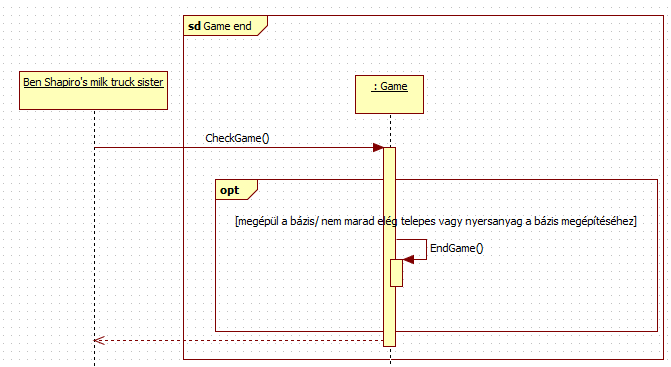 sd Game end
Ben Shapiro's milk truck sister
: Game
CheckGame()
opt
[megépül a bázis/ nem marad elég telepes vagy nyersanyag a bázis megépítéséhez]
EndGame()